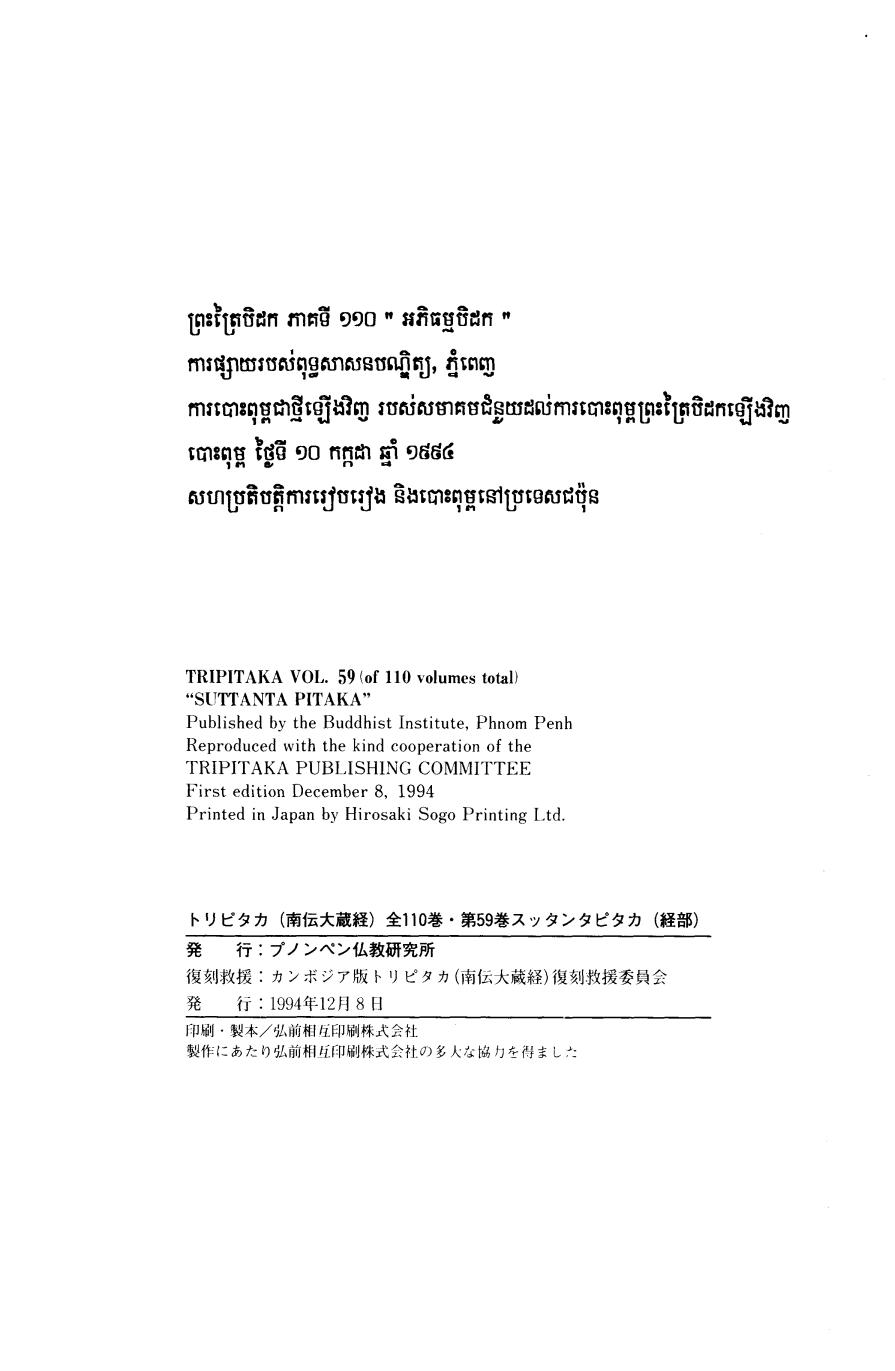 ព្រះត្រៃបិដក ភាគទី ១១០ " អភិធម្មបិដក "
ការផ្សាយរបស់ពុទ្ធសាសនបណ្ឌិត្យ, ភ្នំពេញ
ការបោះពុម្ពជាថ្មីឡើងវិញ របស់សមាគមជំនួយដល់ការបោះពុម្ពព្រះត្រៃបិដកឡើងវិញ
បោះពុម្ព ថ្ងៃទី ១០ កក្កដា ឆ្នាំ ១៩៩៤
សហប្រតិបត្តិការរៀបរៀង និងបោះពុម្ពនៅប្រទេសជប៉ុន
TRIPITAKA VOL. 59 (of 110 volumes total)
“SUTTANTA PITAKA”
Published by the Buddhist Institute, Phnom Penh
Reproduced with the kind cooperation of the
TRIPITAKA PUBLISHING COMMITTEE
First edition December 8, 1994
Printed in Japan by Hirosaki Sogo Printing Ltd.
トリピタカ（南伝大蔵経）全110巻・第59巻スッタンタピタカ（経部）
発　　行：プノンペン仏教研究所
復刻救援：カンボジア版トリピタカ(南伝大蔵経)復刻救援委員会
発　　行：1994年12月8日
印刷・製本／弘前相互印刷株式会社
製作にあたり弘前相互印刷株式会社の多大な協力を得ました